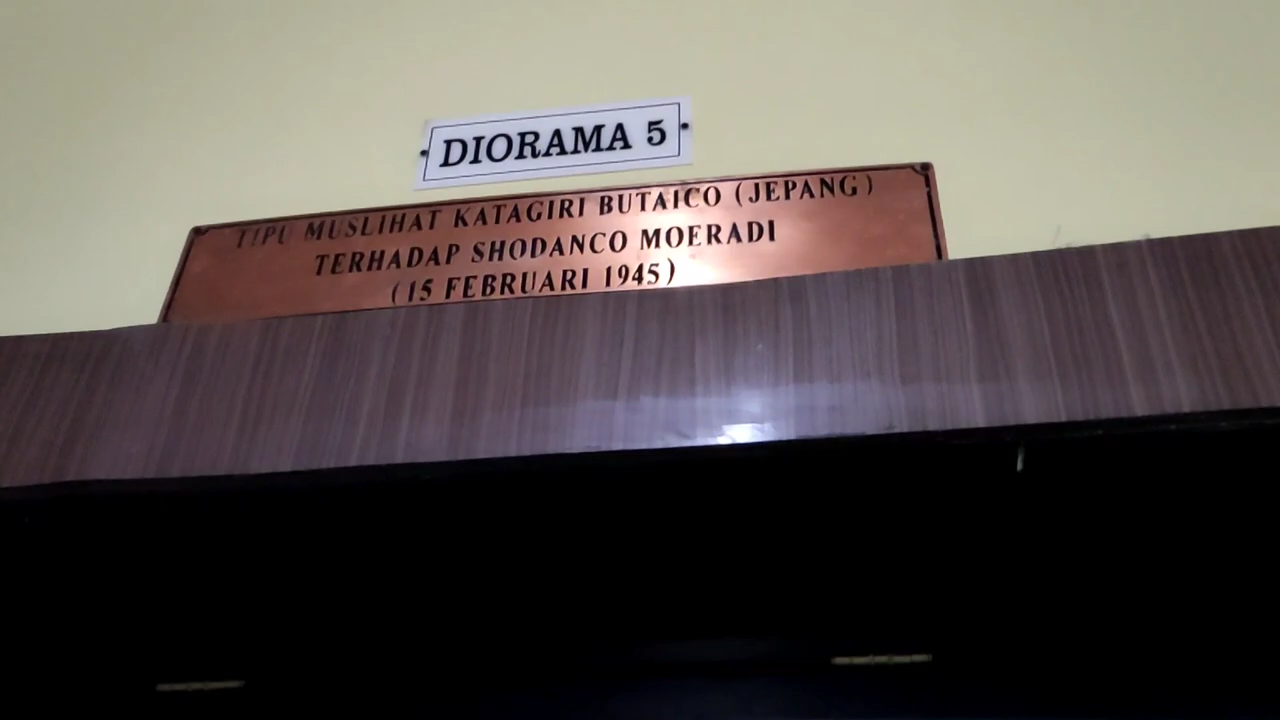 DIORAMA 5
TIPU MUSLIHAT KATAGIRI BUTAICO (JEPANG)
TERHADAP SHODANCO MOERADI
(15 FEBRUARI 1945)